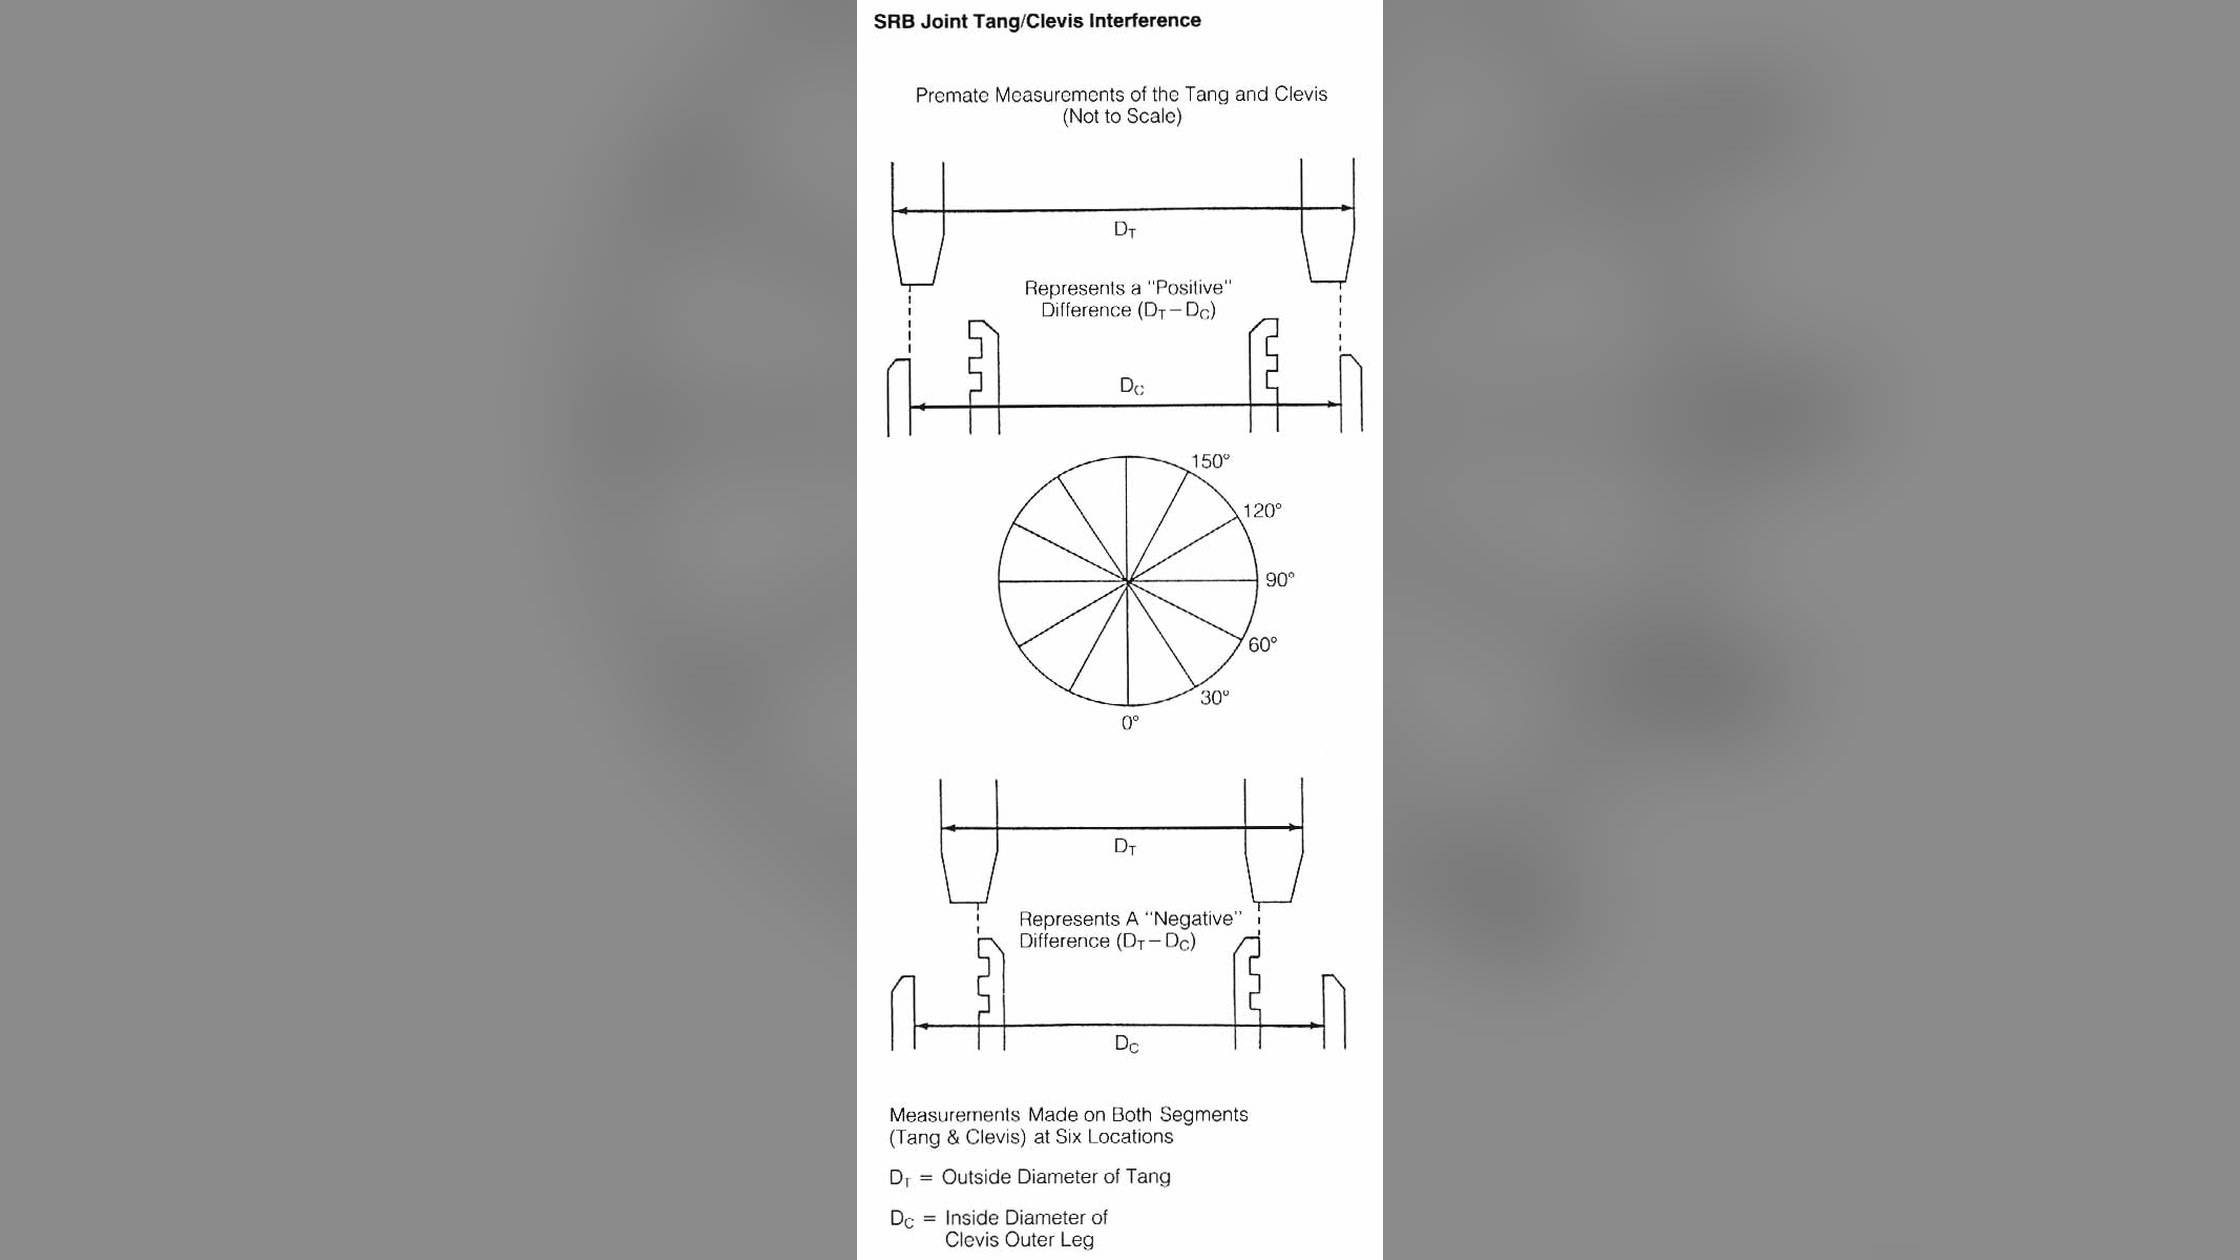 SRB Joint Tang/Clevis Interference
Premate Measurements of the Tang and Clevis
(Not to Scale)
DT
Represents a "Positive"
Difference (DT – DC)
DC
150°
120°
90°
60°
30°
0°
DT
Represents A "Negative"
Difference (DT – DC)
DC
Measurements Made on Both Segments
(Tang & Clevis) at Six Locations
DT = Outside Diameter of Tang
DC = Inside Diameter of
Clevis Outer Leg